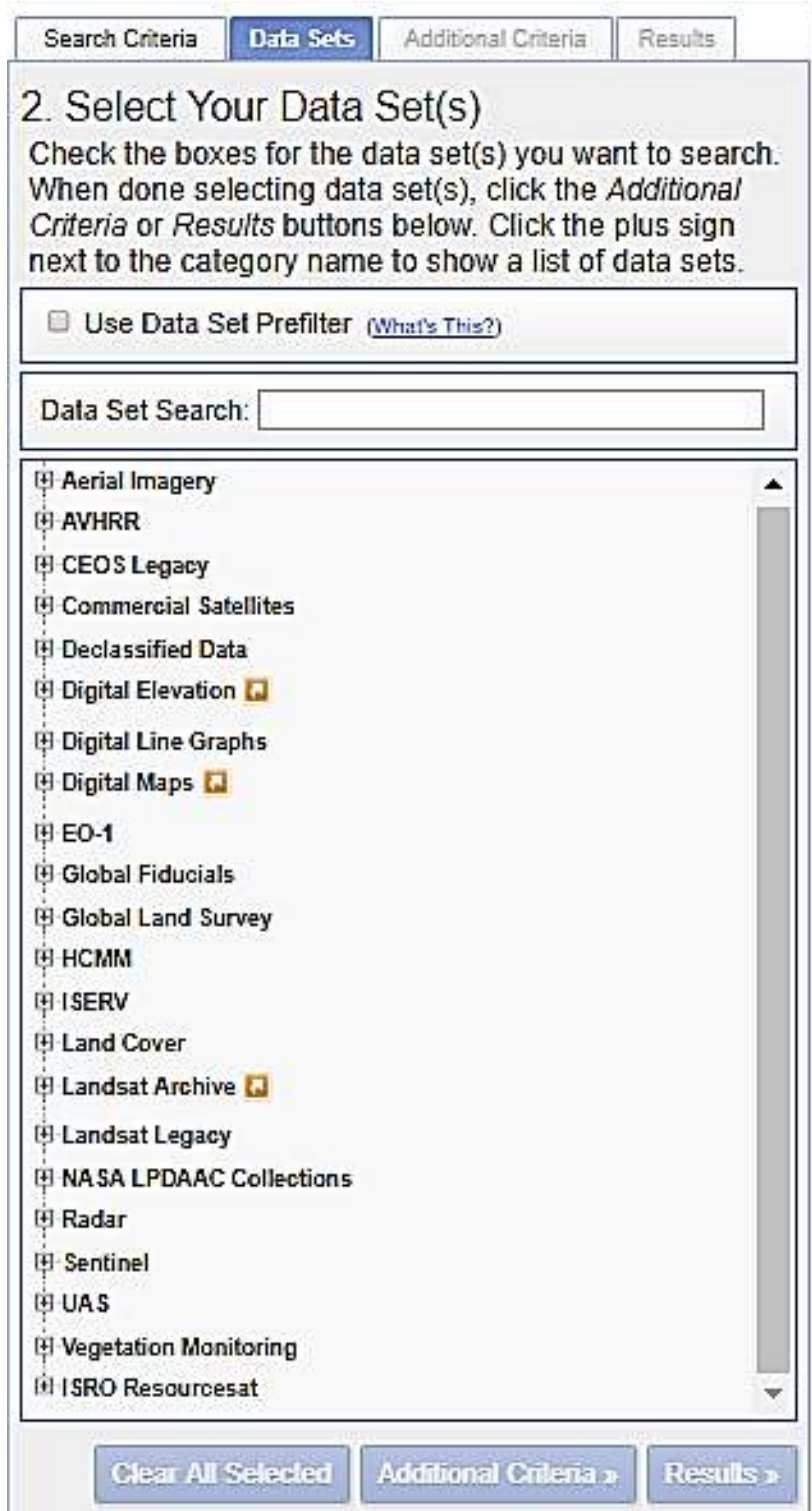 Search Criteria Data Sets Additional Criteria Results
2. Select Your Data Set(s)
Check the boxes for the data set(s) you want to search.
When done selecting data set(s), click the Additional
Criteria or Results buttons below. Click the plus sign
next to the category name to show a list of data sets.
Use Data Set Prefilter (What's This?)
Data Set Search:
Aerial Imagery
AVHRR
CEOS Legacy
Commercial Satellites
Declassified Data
Digital Elevation
Digital Line Graphs
Digital Maps
EO-1
Global Fiducials
Global Land Survey
HCMM
ISERV
Land Cover
Landsat Archive
Landsat Legacy
NASA LPDAAC Collections
Radar
Sentinel
UAS
Vegetation Monitoring
ISRO Resourcesat
Clear All Selected Additional Criteria » Results »